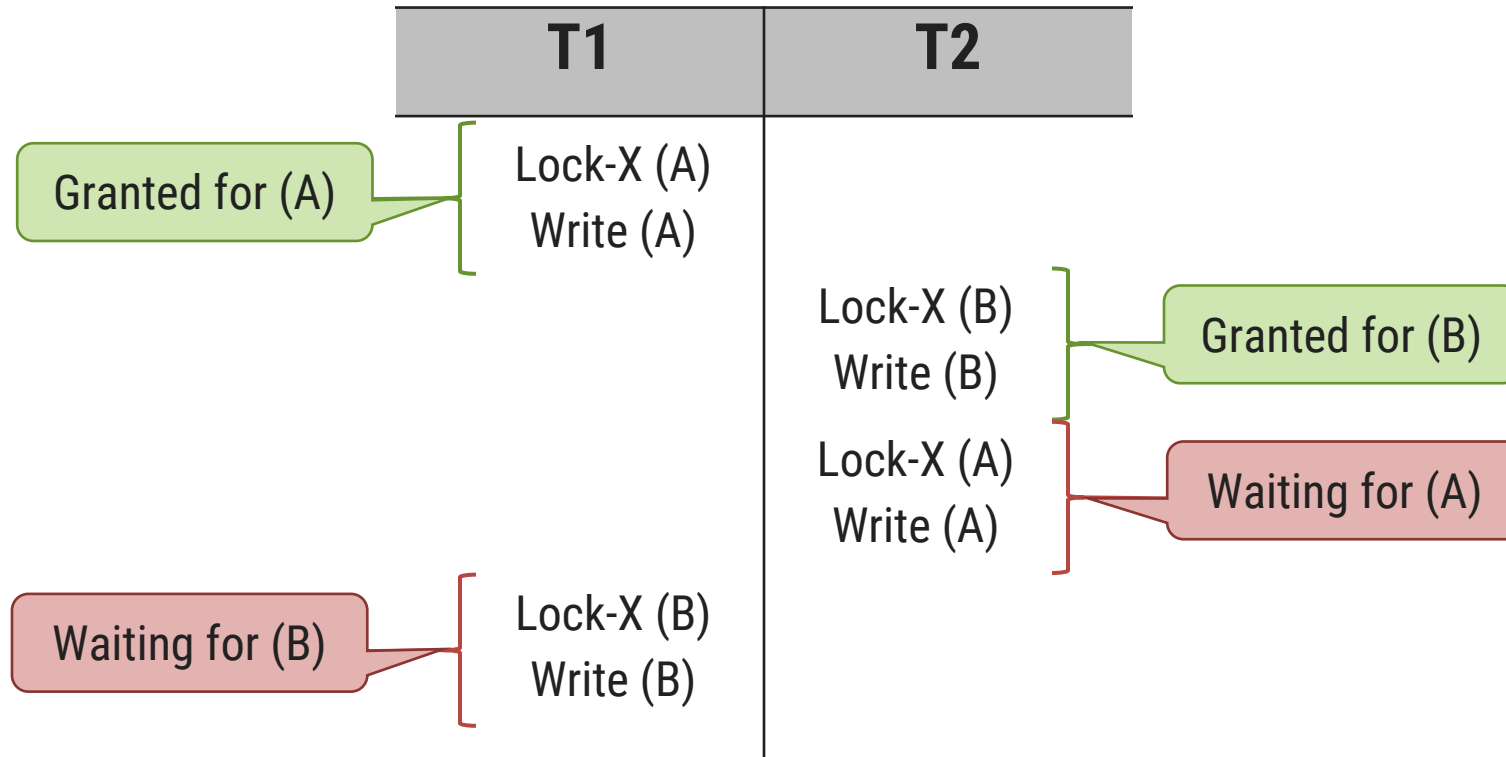 T1 T2
Granted for (A)
Lock-X (A)
Write (A)
Lock-X (B)
Write (B)
Granted for (B)
Lock-X (A)
Write (A)
Waiting for (A)
Waiting for (B)
Lock-X (B)
Write (B)